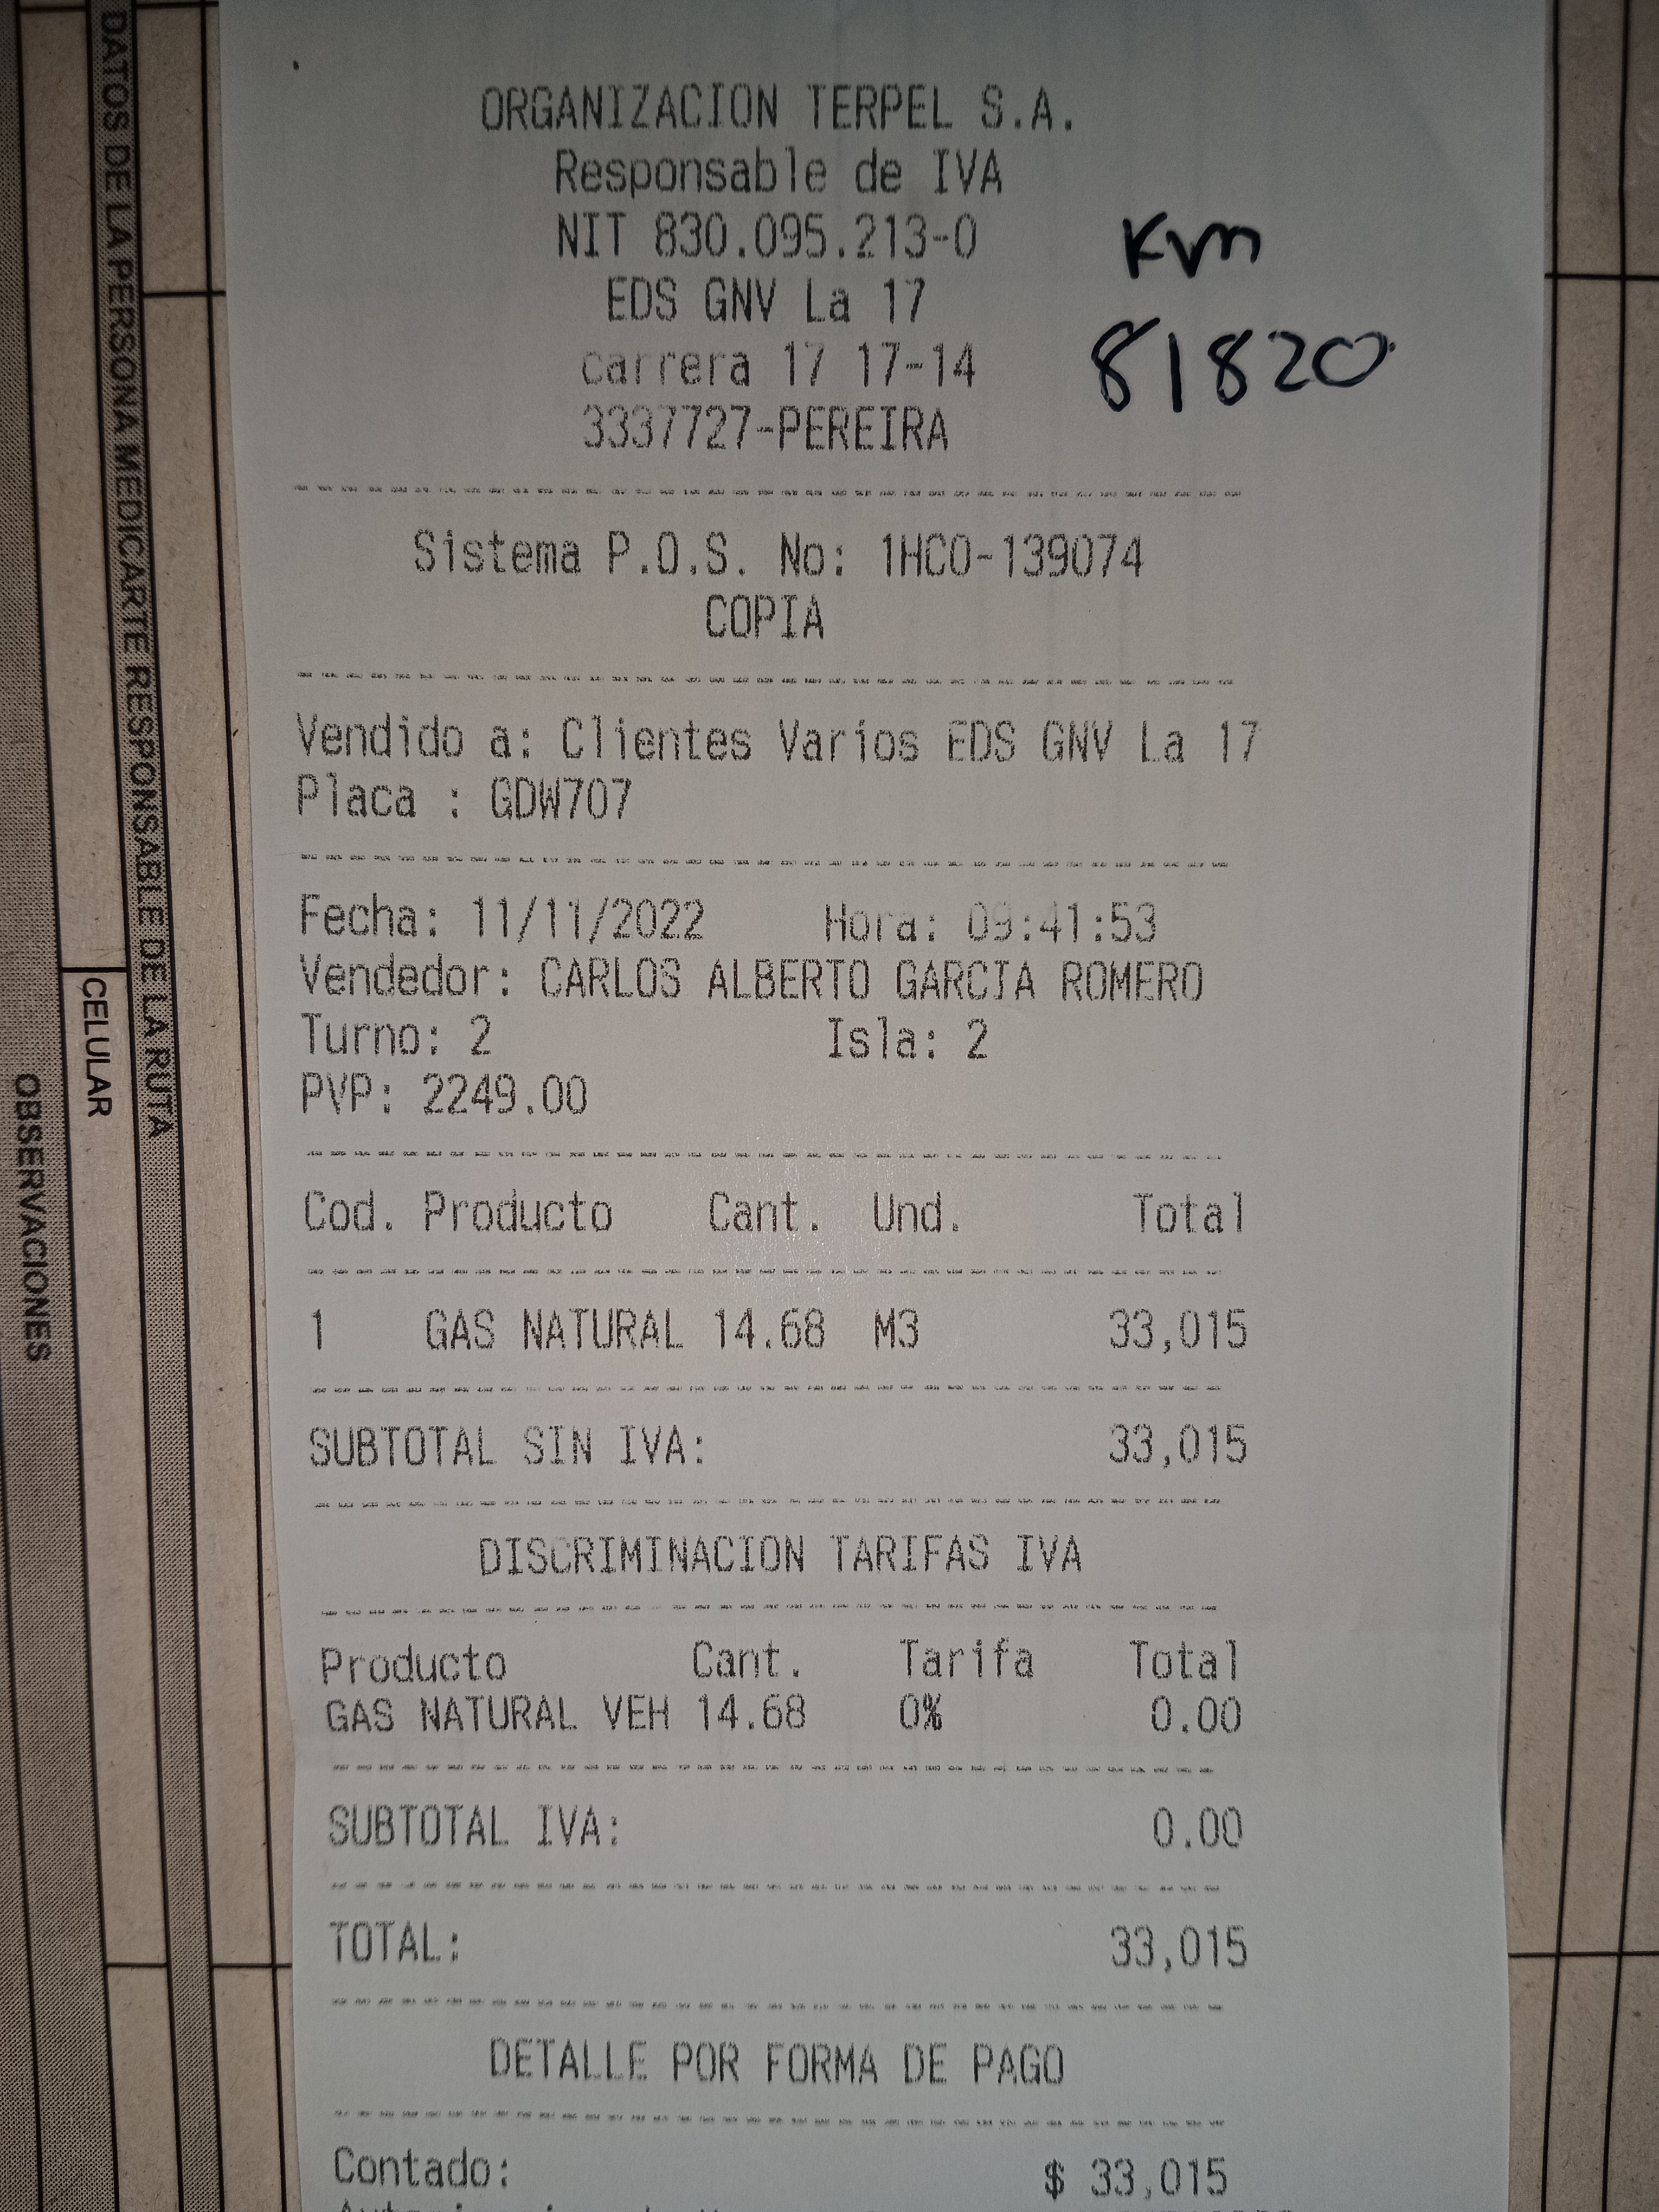 ORGANIZACION TERPEL S.A.
Responsable de IVA
NIT 830.095.213-0
EDS GNV La 17
carrera 17 17-14
3337727-PEREIRA
Km
81820
Sistema P.O.S. No: 1HCO-139074
COPIA
Vendido a: Clientes Varios EDS GNV La 17
Placa : GDW707
Fecha: 11/11/2022 Hora: 09:41:53
Vendedor: CARLOS ALBERTO GARCIA ROMERO
Turno: 2 Isla: 2
PVP: 2249.00
Cod. Producto Cant. Und. Total
1 GAS NATURAL 14.68 M3 33,015
SUBTOTAL SIN IVA: 33,015
DISCRIMINACION TARIFAS IVA
Producto Cant. Tarifa Total
GAS NATURAL VEH 14.68 0% 0.00
SUBTOTAL IVA: 0.00
TOTAL: 33,015
DETALLE POR FORMA DE PAGO
Contado: $ 33,015
DATOS DE LA PERSONA MEDICARTE RESPONSABLE DE LA RUTA
CELULAR
OBSERVACIONES